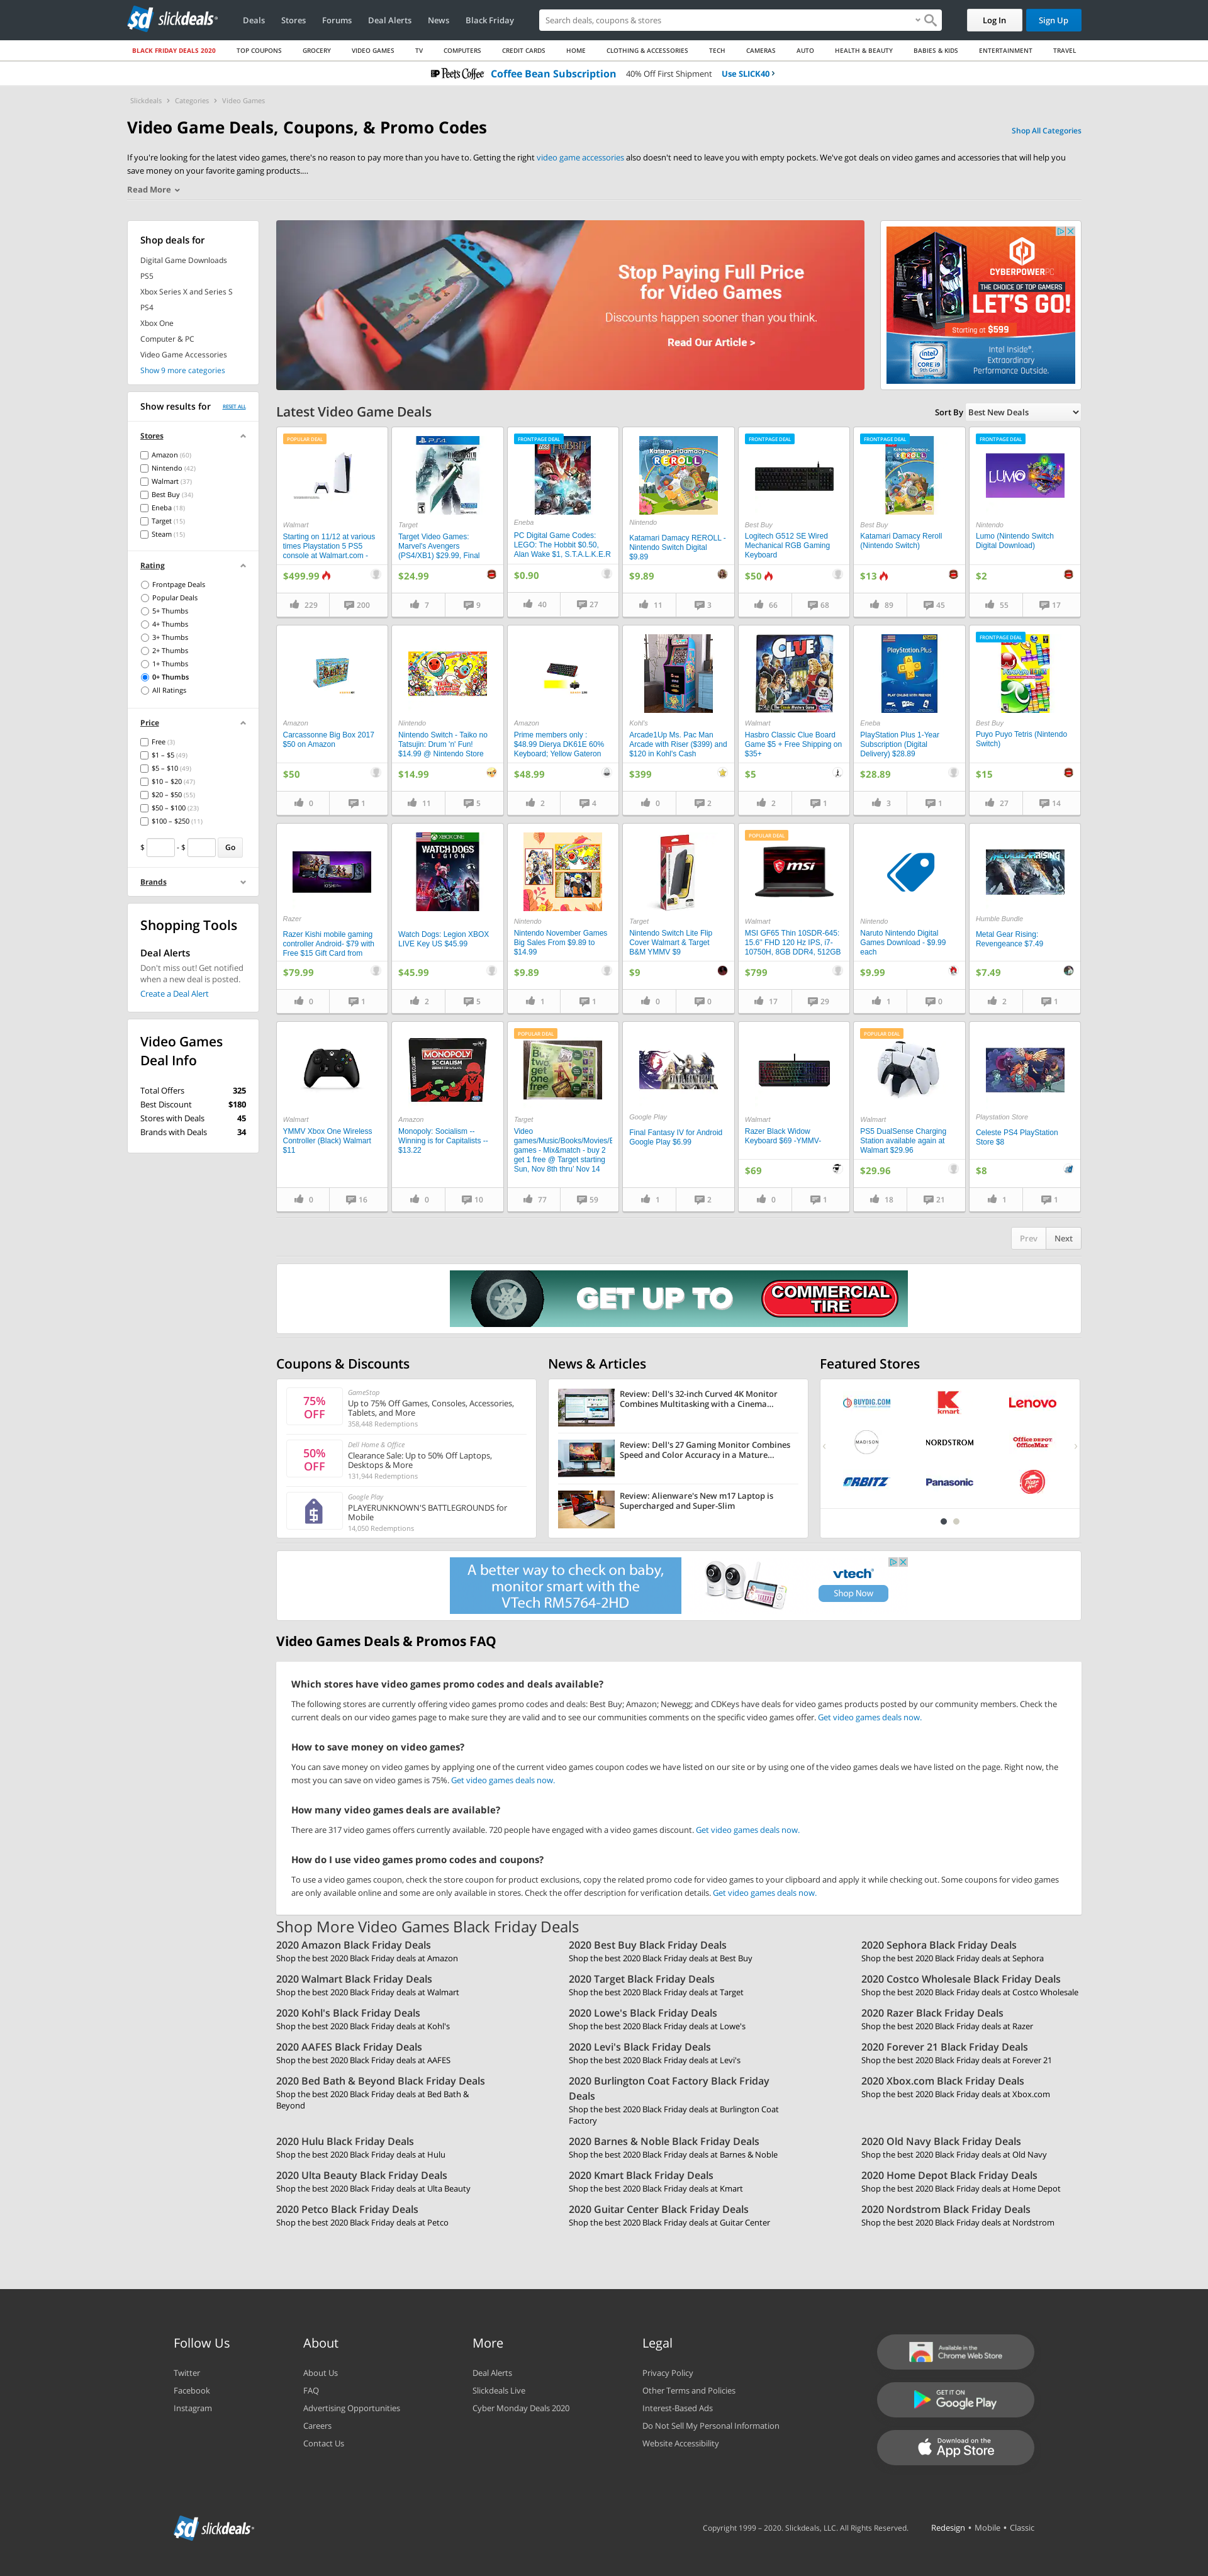 slickdeals
Deals
Stores
Forums
Deal Alerts
News
Black Friday
Search deals, coupons & stores
Log In
Sign Up
BLACK FRIDAY DEALS 2020
TOP COUPONS
GROCERY
VIDEO GAMES
TV
COMPUTERS
CREDIT CARDS
HOME
CLOTHING & ACCESSORIES
TECH
CAMERAS
AUTO
HEALTH & BEAUTY
BABIES & KIDS
ENTERTAINMENT
TRAVEL
Peet's Coffee Coffee Bean Subscription 40% Off First Shipment Use SLICK40 ›
Slickdeals › Categories › Video Games
Video Game Deals, Coupons, & Promo Codes
Shop All Categories
If you're looking for the latest video games, there's no reason to pay more than you have to. Getting the right video game accessories also doesn't need to leave you with empty pockets. We've got deals on video games and accessories that will help you
save money on your favorite gaming products....
Read More
Shop deals for
Digital Game Downloads
PS5
Xbox Series X and Series S
PS4
Xbox One
Computer & PC
Video Game Accessories
Show 9 more categories
Show results for
RESET ALL
Stores
Amazon (60)
Nintendo (42)
Walmart (37)
Best Buy (34)
Eneba (18)
Target (15)
Steam (15)
Rating
Frontpage Deals
Popular Deals
5+ Thumbs
4+ Thumbs
3+ Thumbs
2+ Thumbs
1+ Thumbs
0+ Thumbs
All Ratings
Price
Free (3)
$1 – $5 (49)
$5 – $10 (49)
$10 – $20 (47)
$20 – $50 (55)
$50 – $100 (23)
$100 – $250 (11)
$ - $ Go
Brands
Shopping Tools
Deal Alerts
Don't miss out! Get notified
when a new deal is posted.
Create a Deal Alert
Video Games
Deal Info
Total Offers 325
Best Discount $180
Stores with Deals 45
Brands with Deals 34
Stop Paying Full Price
for Video Games
Discounts happen sooner than you think.
Read Our Article >
CYBERPOWERPC
THE CHOICE OF TOP GAMERS
LET'S GO!
Starting at $599
intel
CORE i9
9th Gen
Intel Inside®.
Extraordinary
Performance Outside.
Latest Video Game Deals
Sort By Best New Deals
POPULAR DEAL
Walmart
Starting on 11/12 at various
times Playstation 5 PS5
console at Walmart.com -
$499.99
229
200
PS4
Target
Target Video Games:
Marvel's Avengers
(PS4/XB1) $29.99, Final
$24.99
7
9
FRONTPAGE DEAL
THE HOBBIT
Eneba
PC Digital Game Codes:
LEGO: The Hobbit $0.50,
Alan Wake $1, S.T.A.L.K.E.R
$0.90
40
27
Katamari Damacy
REROLL
Nintendo
Katamari Damacy REROLL -
Nintendo Switch Digital
$9.89
$9.89
11
3
FRONTPAGE DEAL
Best Buy
Logitech G512 SE Wired
Mechanical RGB Gaming
Keyboard
$50
66
68
FRONTPAGE DEAL
Best Buy
Katamari Damacy Reroll
(Nintendo Switch)
$13
89
45
FRONTPAGE DEAL
LUMO
Nintendo
Lumo (Nintendo Switch
Digital Download)
$2
55
17
Amazon
Carcassonne Big Box 2017
$50 on Amazon
$50
0
1
Nintendo
Nintendo Switch - Taiko no
Tatsujin: Drum 'n' Fun!
$14.99 @ Nintendo Store
$14.99
11
5
Amazon
Prime members only :
$48.99 Dierya DK61E 60%
Keyboard; Yellow Gateron
$48.99
2
4
Kohl's
Arcade1Up Ms. Pac Man
Arcade with Riser ($399) and
$120 in Kohl's Cash
$399
0
2
CLUE
Walmart
Hasbro Classic Clue Board
Game $5 + Free Shipping on
$35+
$5
2
1
PlayStation.Plus
Eneba
PlayStation Plus 1-Year
Subscription (Digital
Delivery) $28.89
$28.89
3
1
FRONTPAGE DEAL
Best Buy
Puyo Puyo Tetris (Nintendo
Switch)
$15
27
14
Razer
Razer Kishi mobile gaming
controller Android- $79 with
Free $15 Gift Card from
$79.99
0
1
XBOX ONE
WATCH DOGS
LEGION
Watch Dogs: Legion XBOX
LIVE Key US $45.99
$45.99
2
5
Nintendo
Nintendo November Games
Big Sales From $9.89 to
$14.99
$9.89
1
1
Target
Nintendo Switch Lite Flip
Cover Walmart & Target
B&M YMMV $9
$9
0
0
POPULAR DEAL
msi
Walmart
MSI GF65 Thin 10SDR-645:
15.6" FHD 120 Hz IPS, i7-
10750H, 8GB DDR4, 512GB
$799
17
29
Nintendo
Naruto Nintendo Digital
Games Download - $9.99
each
$9.99
1
0
METAL GEAR RISING
Humble Bundle
Metal Gear Rising:
Revengeance $7.49
$7.49
2
1
Walmart
YMMV Xbox One Wireless
Controller (Black) Walmart
$11
0
16
MONOPOLY
SOCIALISM
Amazon
Monopoly: Socialism --
Winning is for Capitalists --
$13.22
0
10
POPULAR DEAL
Target
Video
games/Music/Books/Movies/E
games - Mix&match - buy 2
get 1 free @ Target starting
Sun, Nov 8th thru' Nov 14
77
59
FINAL FANTASY IV
Google Play
Final Fantasy IV for Android
Google Play $6.99
1
2
Walmart
Razer Black Widow
Keyboard $69 -YMMV-
$69
0
1
POPULAR DEAL
Walmart
PS5 DualSense Charging
Station available again at
Walmart $29.96
$29.96
18
21
Playstation Store
Celeste PS4 PlayStation
Store $8
$8
1
1
Prev
Next
GET UP TO
COMMERCIAL TIRE
Coupons & Discounts
75%
OFF
GameStop
Up to 75% Off Games, Consoles, Accessories,
Tablets, and More
358,448 Redemptions
50%
OFF
Dell Home & Office
Clearance Sale: Up to 50% Off Laptops,
Desktops & More
131,944 Redemptions
Google Play
PLAYERUNKNOWN'S BATTLEGROUNDS for
Mobile
14,050 Redemptions
News & Articles
Review: Dell's 32-inch Curved 4K Monitor
Combines Multitasking with a Cinema...
Review: Dell's 27 Gaming Monitor Combines
Speed and Color Accuracy in a Mature...
Review: Alienware's New m17 Laptop is
Supercharged and Super-Slim
Featured Stores
BUYDIG.COM
kmart
Lenovo
MADISON
NORDSTROM
Office DEPOT
OfficeMax
ORBITZ
Panasonic
Pizza Hut
A better way to check on baby,
monitor smart with the
VTech RM5764-2HD
vtech
Shop Now
Video Games Deals & Promos FAQ
Which stores have video games promo codes and deals available?
The following stores are currently offering video games promo codes and deals: Best Buy; Amazon; Newegg; and CDKeys have deals for video games products posted by our community members. Check the
current deals on our video games page to make sure they are valid and to see our communities comments on the specific video games offer. Get video games deals now.
How to save money on video games?
You can save money on video games by applying one of the current video games coupon codes we have listed on our site or by using one of the video games deals we have listed on the page. Right now, the
most you can save on video games is 75%. Get video games deals now.
How many video games deals are available?
There are 317 video games offers currently available. 720 people have engaged with a video games discount. Get video games deals now.
How do I use video games promo codes and coupons?
To use a video games coupon, check the store coupon for product exclusions, copy the related promo code for video games to your clipboard and apply it while checking out. Some coupons for video games
are only available online and some are only available in stores. Check the offer description for verification details. Get video games deals now.
Shop More Video Games Black Friday Deals
2020 Amazon Black Friday Deals
Shop the best 2020 Black Friday deals at Amazon
2020 Best Buy Black Friday Deals
Shop the best 2020 Black Friday deals at Best Buy
2020 Sephora Black Friday Deals
Shop the best 2020 Black Friday deals at Sephora
2020 Walmart Black Friday Deals
Shop the best 2020 Black Friday deals at Walmart
2020 Target Black Friday Deals
Shop the best 2020 Black Friday deals at Target
2020 Costco Wholesale Black Friday Deals
Shop the best 2020 Black Friday deals at Costco Wholesale
2020 Kohl's Black Friday Deals
Shop the best 2020 Black Friday deals at Kohl's
2020 Lowe's Black Friday Deals
Shop the best 2020 Black Friday deals at Lowe's
2020 Razer Black Friday Deals
Shop the best 2020 Black Friday deals at Razer
2020 AAFES Black Friday Deals
Shop the best 2020 Black Friday deals at AAFES
2020 Levi's Black Friday Deals
Shop the best 2020 Black Friday deals at Levi's
2020 Forever 21 Black Friday Deals
Shop the best 2020 Black Friday deals at Forever 21
2020 Bed Bath & Beyond Black Friday Deals
Shop the best 2020 Black Friday deals at Bed Bath &
Beyond
2020 Burlington Coat Factory Black Friday
Deals
Shop the best 2020 Black Friday deals at Burlington Coat
Factory
2020 Xbox.com Black Friday Deals
Shop the best 2020 Black Friday deals at Xbox.com
2020 Hulu Black Friday Deals
Shop the best 2020 Black Friday deals at Hulu
2020 Barnes & Noble Black Friday Deals
Shop the best 2020 Black Friday deals at Barnes & Noble
2020 Old Navy Black Friday Deals
Shop the best 2020 Black Friday deals at Old Navy
2020 Ulta Beauty Black Friday Deals
Shop the best 2020 Black Friday deals at Ulta Beauty
2020 Kmart Black Friday Deals
Shop the best 2020 Black Friday deals at Kmart
2020 Home Depot Black Friday Deals
Shop the best 2020 Black Friday deals at Home Depot
2020 Petco Black Friday Deals
Shop the best 2020 Black Friday deals at Petco
2020 Guitar Center Black Friday Deals
Shop the best 2020 Black Friday deals at Guitar Center
2020 Nordstrom Black Friday Deals
Shop the best 2020 Black Friday deals at Nordstrom
Follow Us
Twitter
Facebook
Instagram
About
About Us
FAQ
Advertising Opportunities
Careers
Contact Us
More
Deal Alerts
Slickdeals Live
Cyber Monday Deals 2020
Legal
Privacy Policy
Other Terms and Policies
Interest-Based Ads
Do Not Sell My Personal Information
Website Accessibility
Available in the
Chrome Web Store
GET IT ON
Google Play
Download on the
App Store
slickdeals
Copyright 1999 – 2020. Slickdeals, LLC. All Rights Reserved.
Redesign • Mobile • Classic